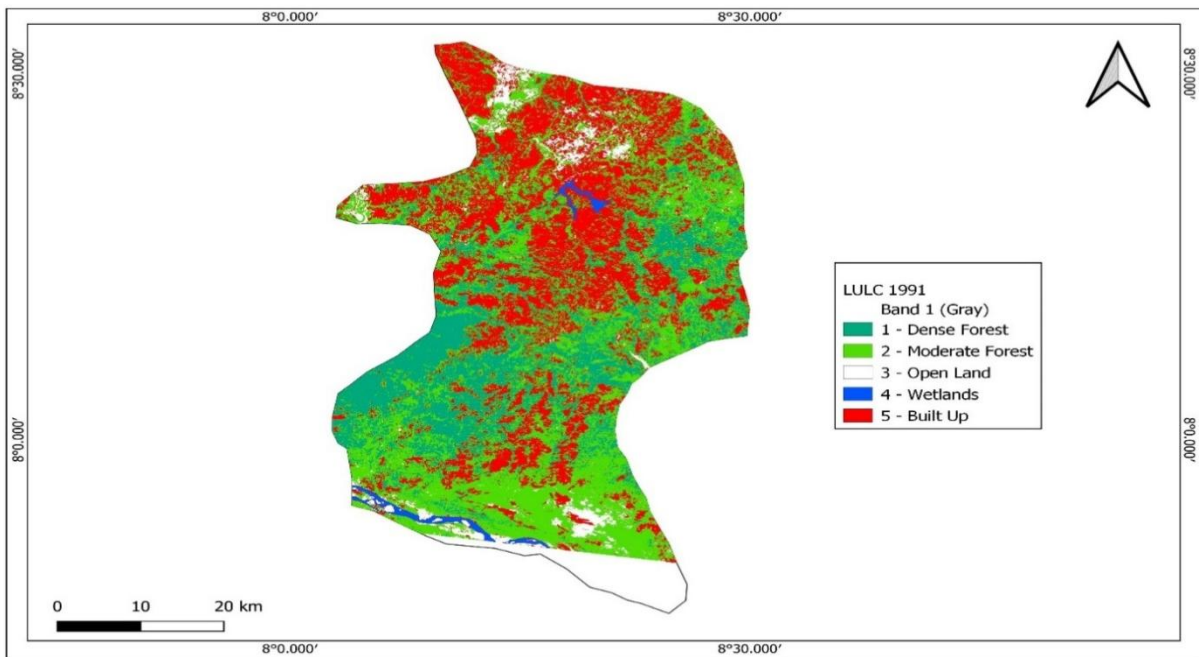 8°0.000' 8°30.000'
8°30.000' 8°30.000'
LULC 1991
Band 1 (Gray)
1 - Dense Forest
2 - Moderate Forest
3 - Open Land
4 - Wetlands
5 - Built Up
8°0.000' 8°0.000'
0 10 20 km
8°0.000' 8°30.000'